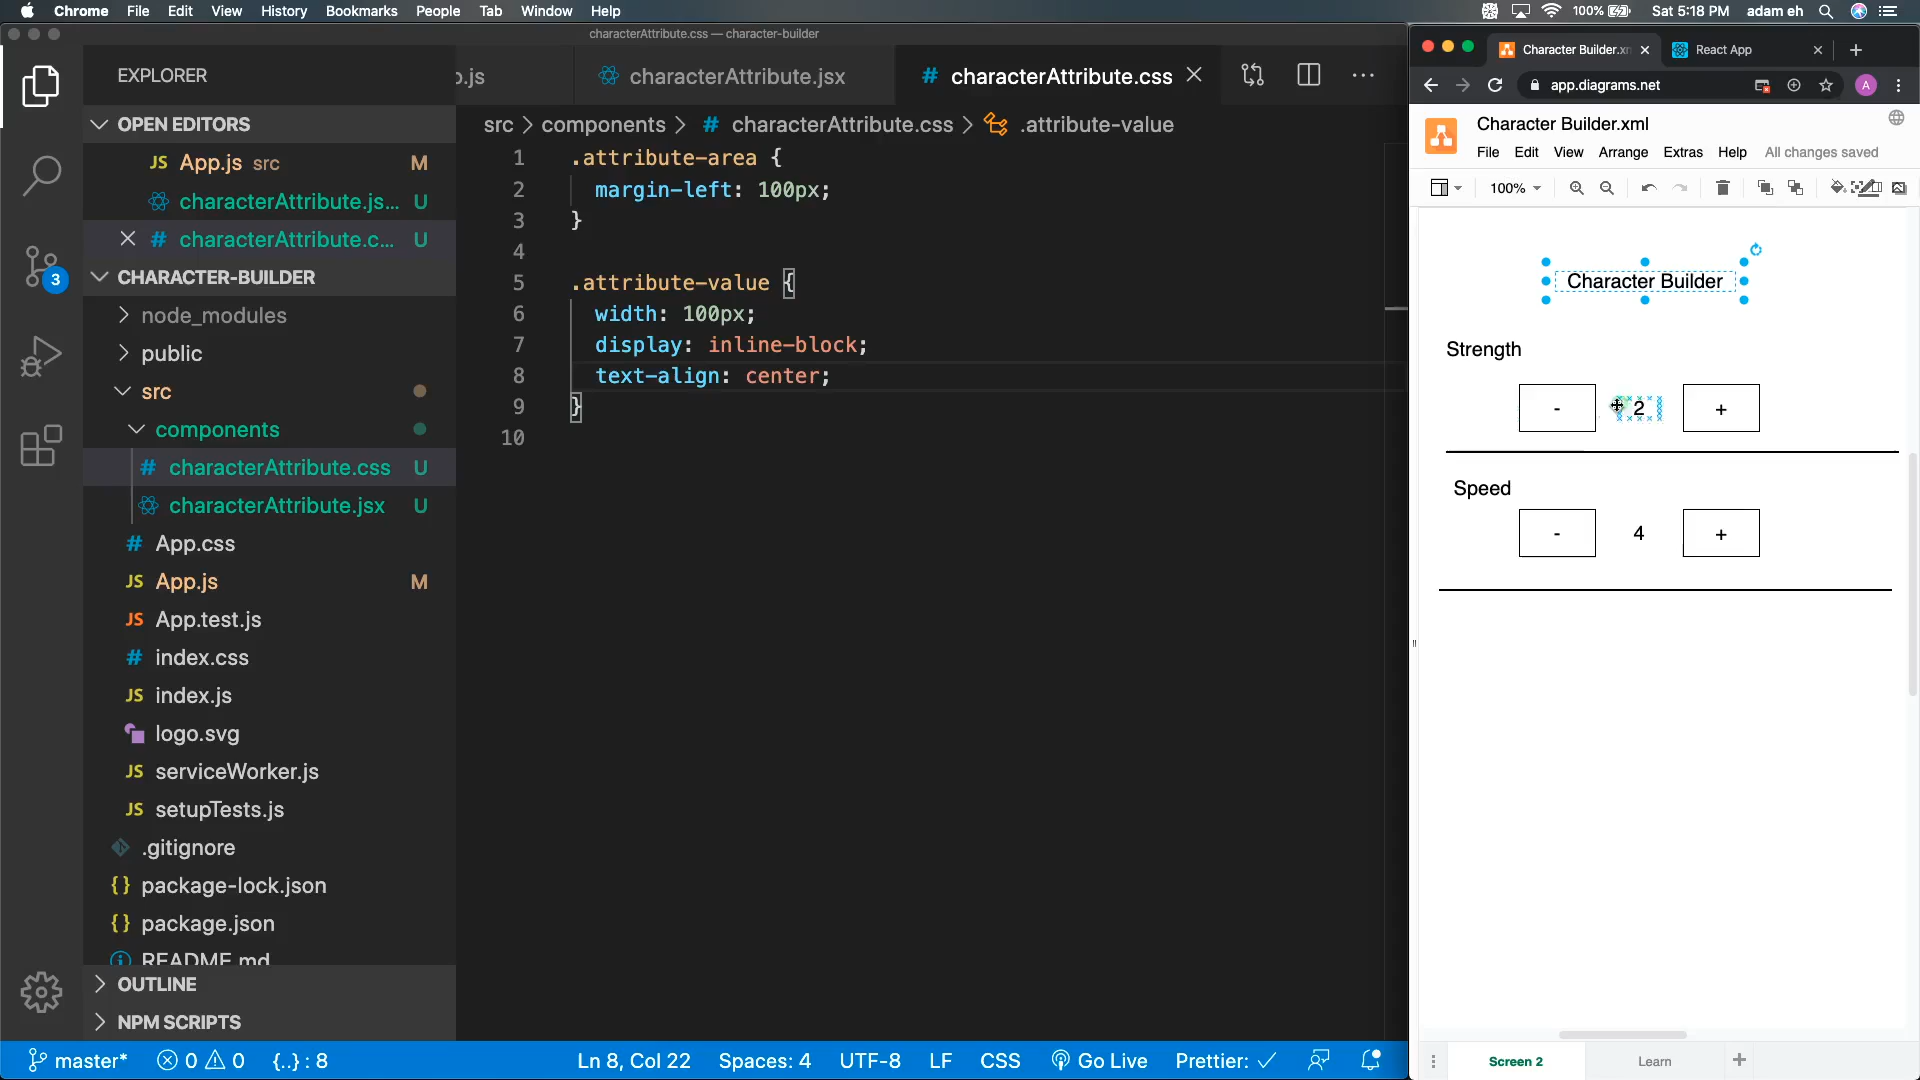 Chrome File Edit View History Bookmarks People Tab Window Help
100% Sat 5:18 PM adam eh
characterAttribute.css — character-builder
EXPLORER
OPEN EDITORS
JS App.js src M
characterAttribute.js... U
# characterAttribute.c... U
CHARACTER-BUILDER
node_modules
public
src
components
# characterAttribute.css U
characterAttribute.jsx U
# App.css
JS App.js M
JS App.test.js
# index.css
JS index.js
logo.svg
JS serviceWorker.js
JS setupTests.js
.gitignore
{} package-lock.json
{} package.json
README.md
OUTLINE
NPM SCRIPTS
3
.js characterAttribute.jsx # characterAttribute.css
src > components > # characterAttribute.css > .attribute-value
1 .attribute-area {
2 margin-left: 100px;
3 }
4
5 .attribute-value {
6 width: 100px;
7 display: inline-block;
8 text-align: center;
9 }
10
master* 0 0 {..} : 8 Ln 8, Col 22 Spaces: 4 UTF-8 LF CSS Go Live Prettier: ✓
Character Builder.xm React App
app.diagrams.net A
Character Builder.xml
File Edit View Arrange Extras Help All changes saved
100%
Character Builder
Strength
- 2 +
Speed
- 4 +
Screen 2 Learn